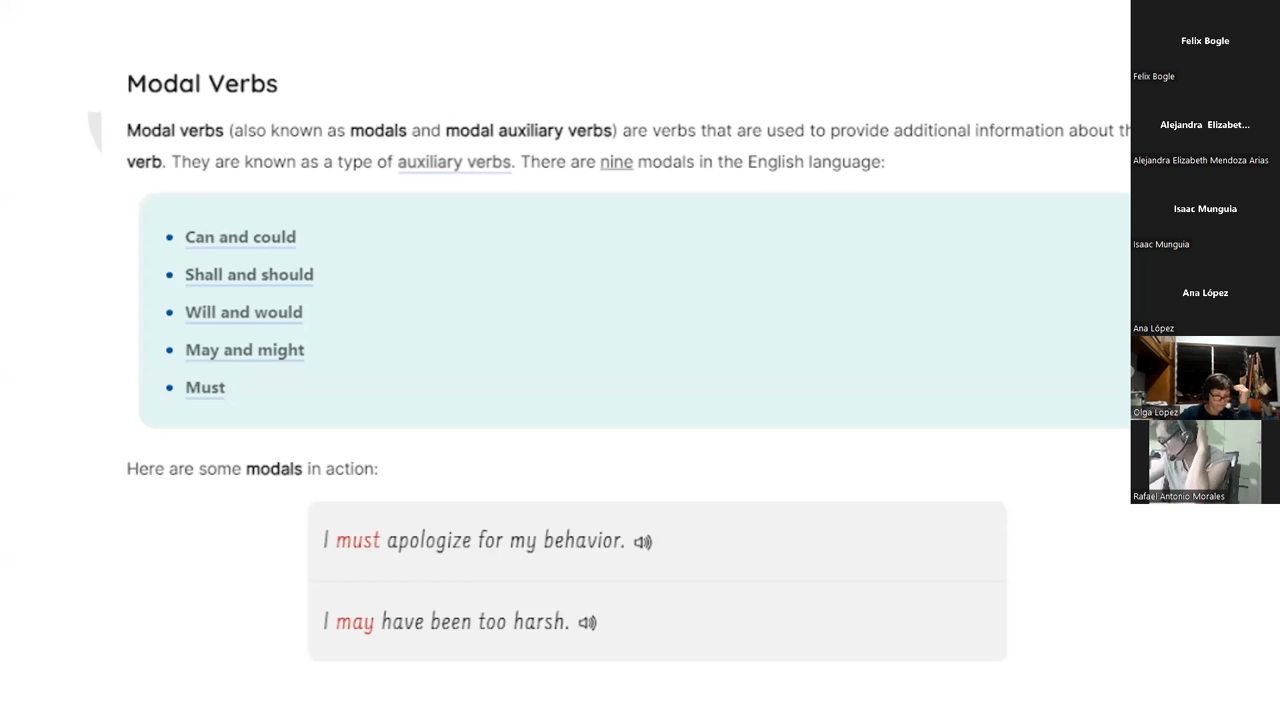 Modal Verbs
Modal verbs (also known as modals and modal auxiliary verbs) are verbs that are used to provide additional information about
verb. They are known as a type of auxiliary verbs. There are nine modals in the English language:
Can and could
Shall and should
Will and would
May and might
Must
Here are some modals in action:
I must apologize for my behavior.
I may have been too harsh.
Felix Bogle
Felix Bogle
Alejandra Elizabet...
Alejandra Elizabeth Mendoza Arias
Isaac Munguia
Isaac Munguia
Ana López
Ana López
Olga Lopez
Rafael Antonio Morales